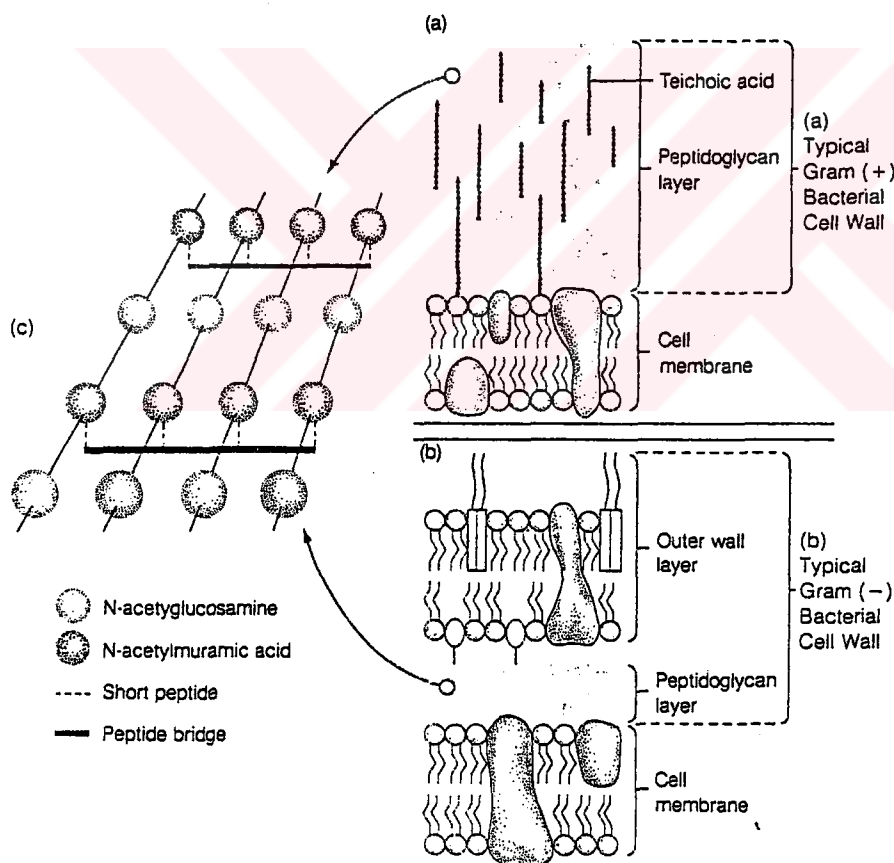 (a)
Teichoic acid
Peptidoglycan
layer
(a)
Typical
Gram (+)
Bacterial
Cell Wall
Cell
membrane
(c)
(b)
Outer wall
layer
(b)
Typical
Gram (−)
Bacterial
Cell Wall
Peptidoglycan
layer
Cell
membrane
N-acetyglucosamine
N-acetylmuramic acid
Short peptide
Peptide bridge